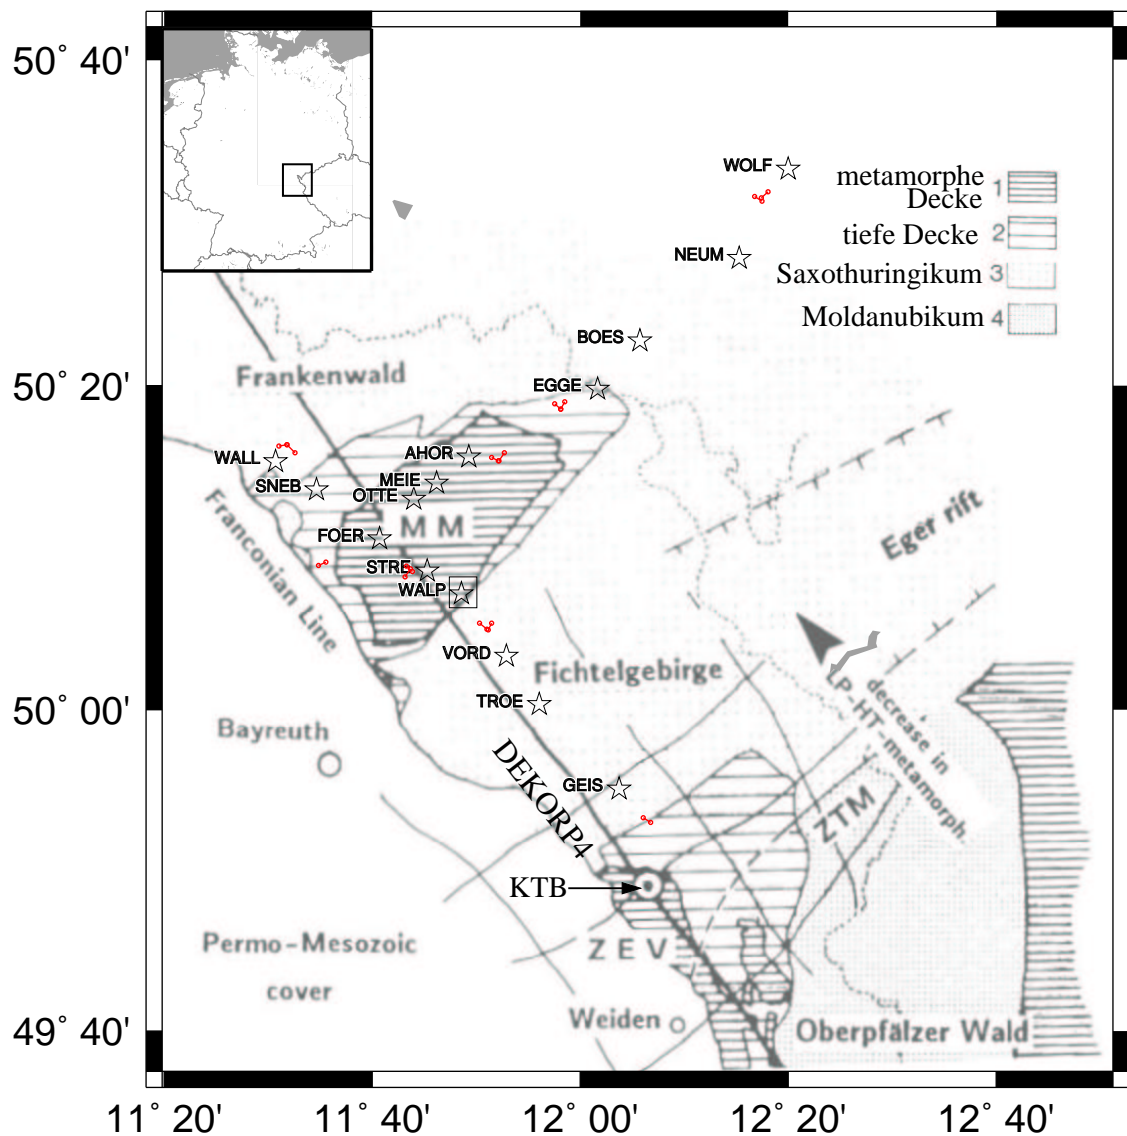 50° 40'
WOLF
metamorphe 1
Decke
tiefe Decke 2
NEUM
Saxothuringikum 3
Moldanubikum 4
BOES
50° 20'
Frankenwald
EGGE
WALL
AHOR
SNEB
MEIE
OTTE
MM
FOER
Eger rift
STRE
WALP
Franconian Line
VORD
Fichtelgebirge
TROE
50° 00'
decrease in
LP-HT-metamorph.
Bayreuth
DEKORP4
GEIS
ZTM
KTB
Permo-Mesozoic
cover
ZEV
Weiden
Oberpfälzer Wald
49° 40'
11° 20' 11° 40' 12° 00' 12° 20' 12° 40'